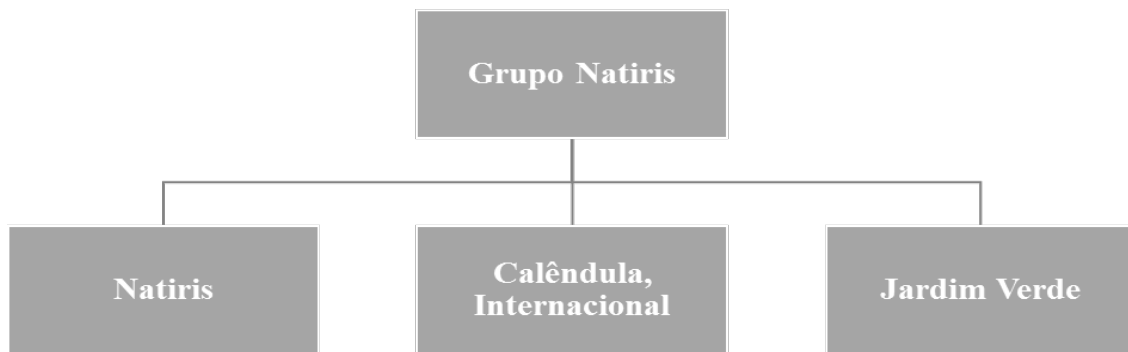 Grupo Natiris
Natiris
Calêndula,
Internacional
Jardim Verde